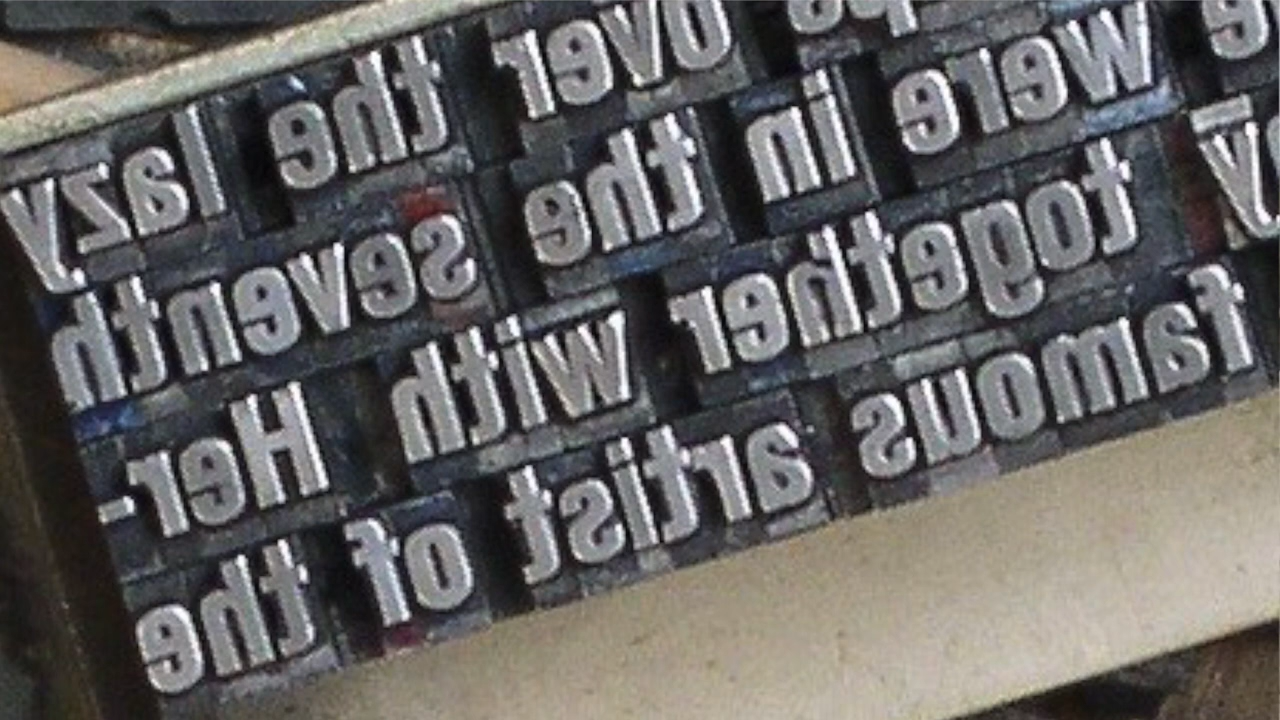 over the lazy
were in the seventh
together with Her-
famous artist of the